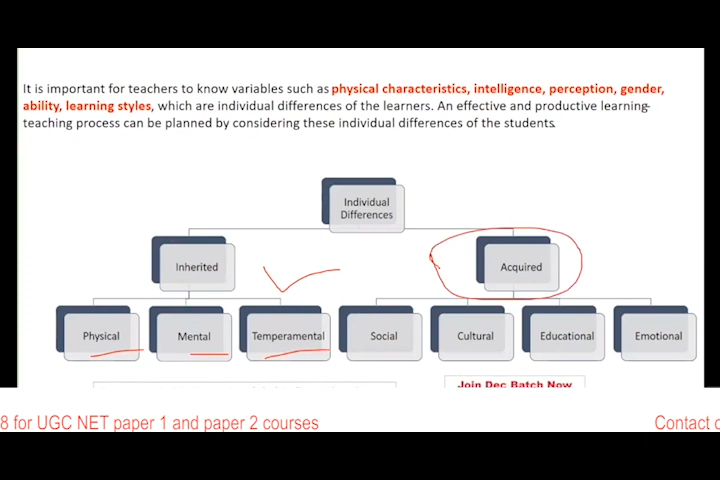 It is important for teachers to know variables such as physical characteristics, intelligence, perception, gender,
ability, learning styles, which are individual differences of the learners. An effective and productive learning-
teaching process can be planned by considering these individual differences of the students.
Individual
Differences
Inherited
Acquired
Physical
Mental
Temperamental
Social
Cultural
Educational
Emotional
Join Dec Batch Now
8 for UGC NET paper 1 and paper 2 courses
Contact